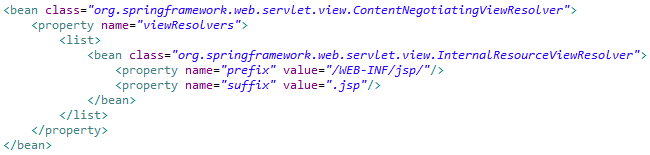 <bean class="org.springframework.web.servlet.view.ContentNegotiatingViewResolver">
    <property name="viewResolvers">
        <list>
            <bean class="org.springframework.web.servlet.view.InternalResourceViewResolver">
                <property name="prefix" value="/WEB-INF/jsp/"/>
                <property name="suffix" value=".jsp"/>
            </bean>
        </list>
    </property>
</bean>